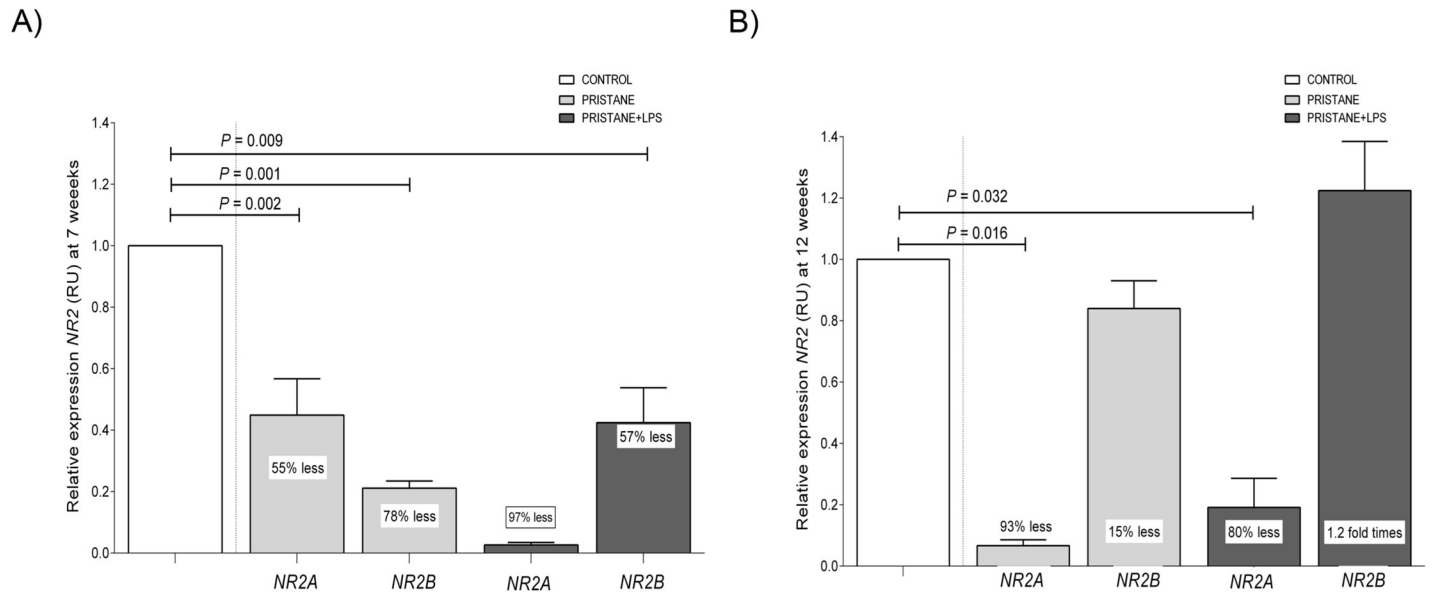 A)
CONTROL
PRISTANE
PRISTANE+LPS
Relative expression NR2 (RU) at 7 weeeks
1.4
1.2
1.0
0.8
0.6
0.4
0.2
0.0
P = 0.009
P = 0.001
P = 0.002
55% less
78% less
97% less
57% less
NR2A
NR2B
NR2A
NR2B
B)
CONTROL
PRISTANE
PRISTANE+LPS
Relative expression NR2 (RU) at 12 weeeks
1.4
1.2
1.0
0.8
0.6
0.4
0.2
0.0
P = 0.032
P = 0.016
93% less
15% less
80% less
1.2 fold times
NR2A
NR2B
NR2A
NR2B